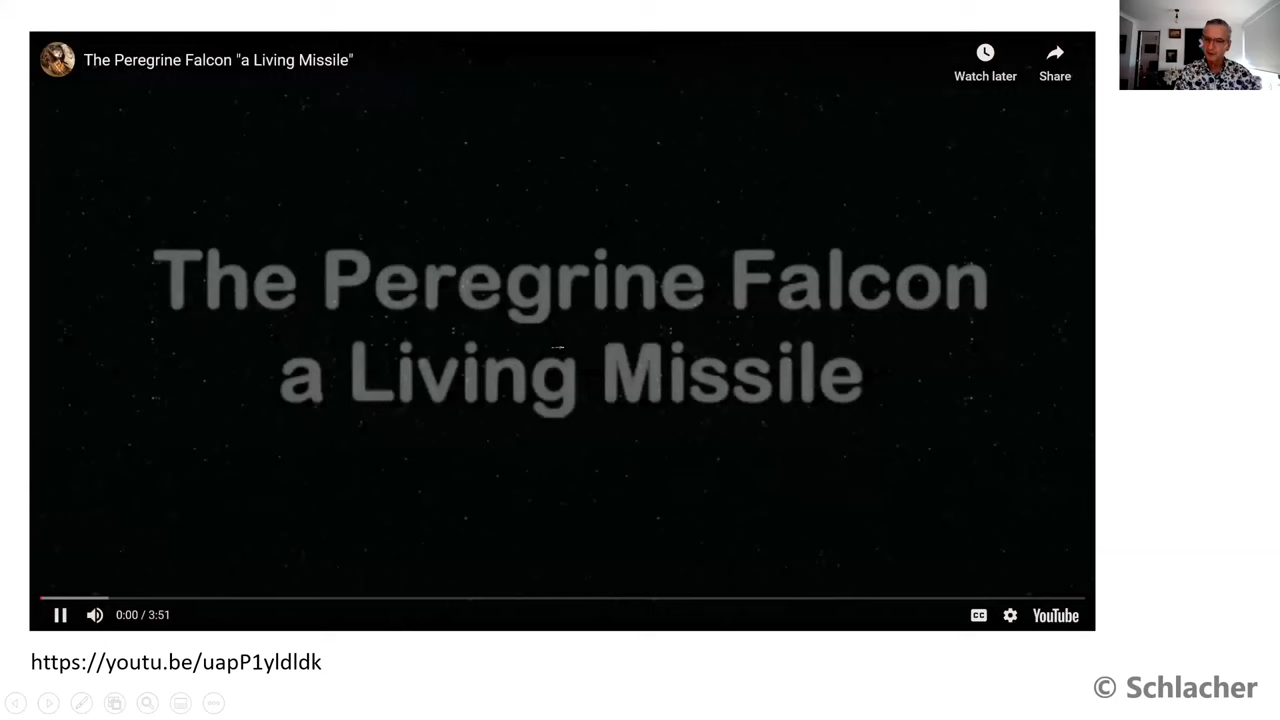 The Peregrine Falcon "a Living Missile"
Watch later
Share
The Peregrine Falcon
a Living Missile
0:00 / 3:51
CC
YouTube
https://youtu.be/uapP1yldldk
© Schlacher